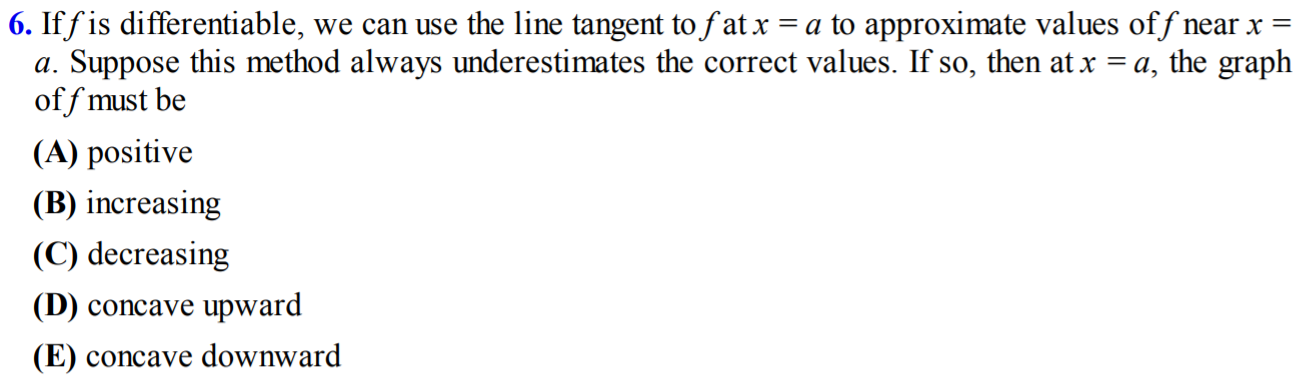 6. If f is differentiable, we can use the line tangent to f at x = a to approximate values of f near x =
a. Suppose this method always underestimates the correct values. If so, then at x = a, the graph
of f must be
(A) positive
(B) increasing
(C) decreasing
(D) concave upward
(E) concave downward